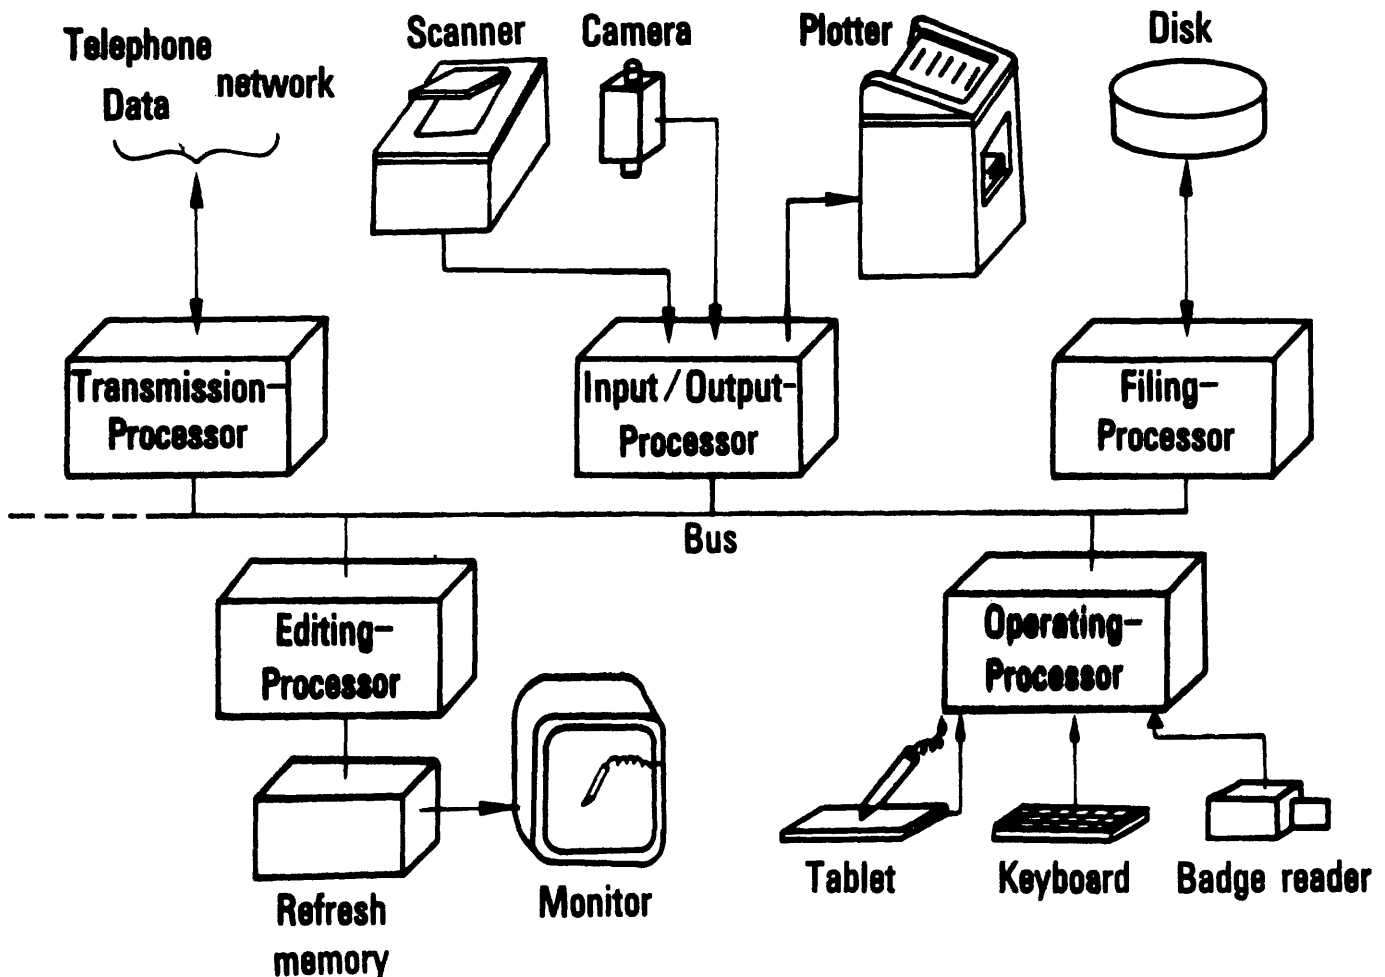 Telephone
Data
network
Scanner
Camera
Plotter
Disk
Transmission-
Processor
Input / Output-
Processor
Filing-
Processor
Bus
Editing-
Processor
Operating-
Processor
Refresh
memory
Monitor
Tablet
Keyboard
Badge reader